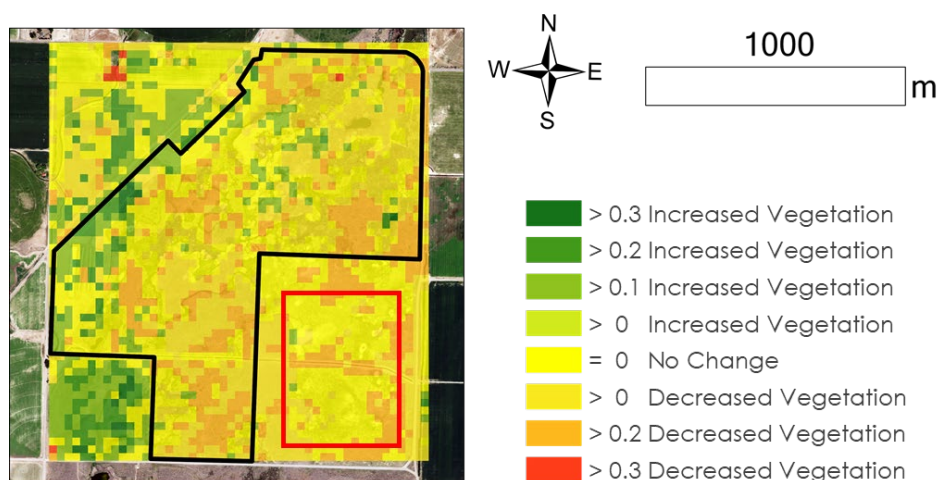 N
W E
S
1000
m
> 0.3 Increased Vegetation
> 0.2 Increased Vegetation
> 0.1 Increased Vegetation
> 0 Increased Vegetation
= 0 No Change
> 0 Decreased Vegetation
> 0.2 Decreased Vegetation
> 0.3 Decreased Vegetation